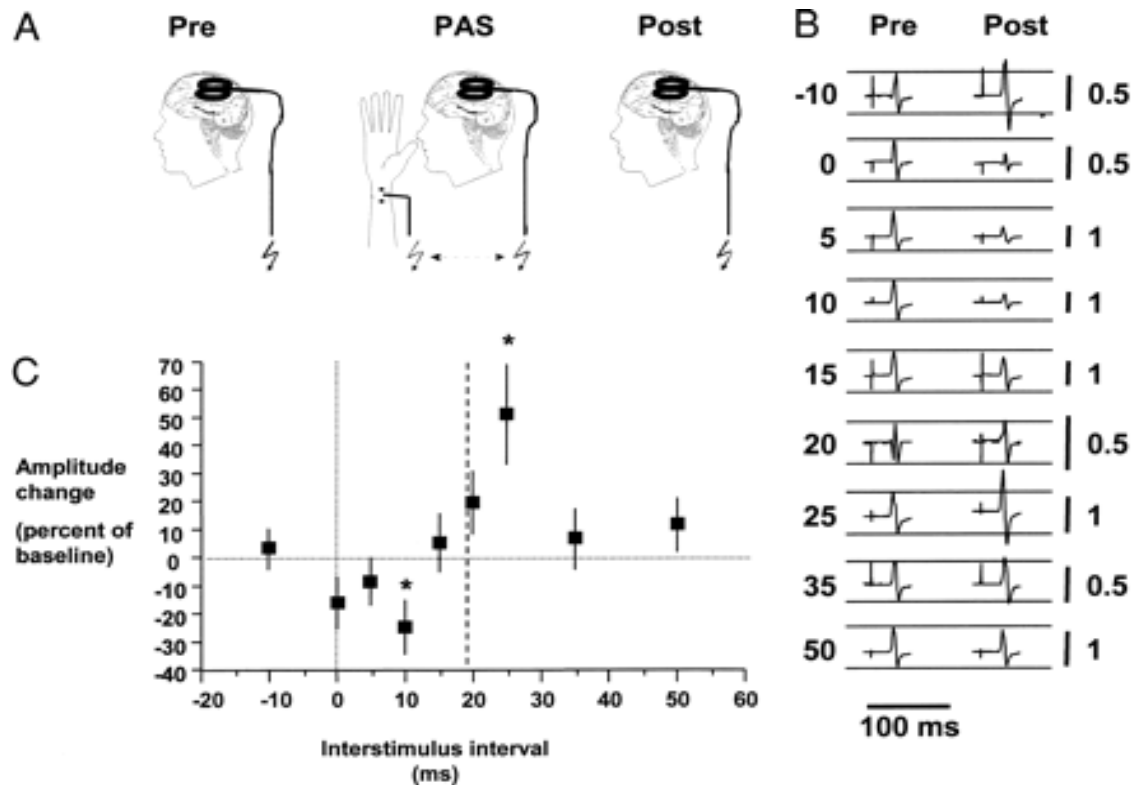 A
Pre
PAS
Post
B
Pre
Post
-10
0.5
0
0.5
5
1
10
1
15
1
20
0.5
25
1
35
0.5
50
1
100 ms
C
Amplitude
change
(percent of
baseline)
70
60
50
40
30
20
10
0
-10
-20
-30
-40
*
*
-20 -10 0 10 20 30 40 50 60
Interstimulus interval
(ms)